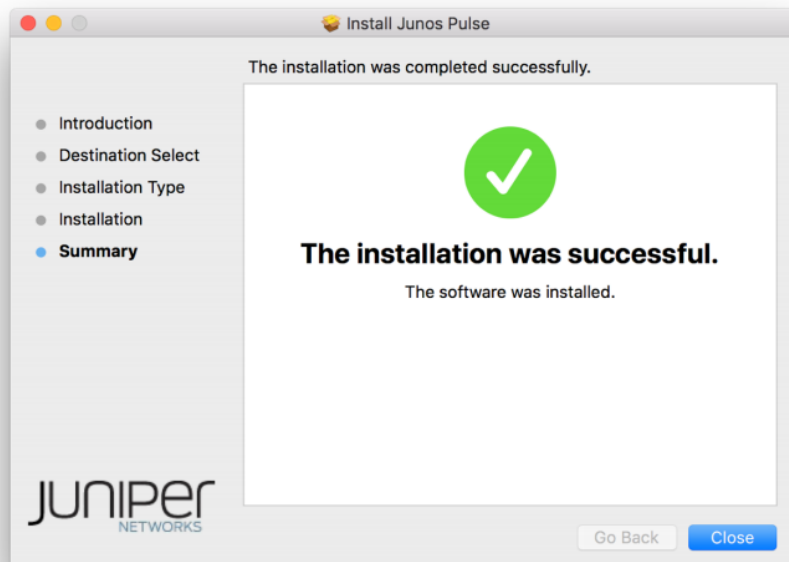 Install Junos Pulse
The installation was completed successfully.
Introduction
Destination Select
Installation Type
Installation
Summary
The installation was successful.
The software was installed.
JUNIPEr
NETWORKS
Go Back
Close